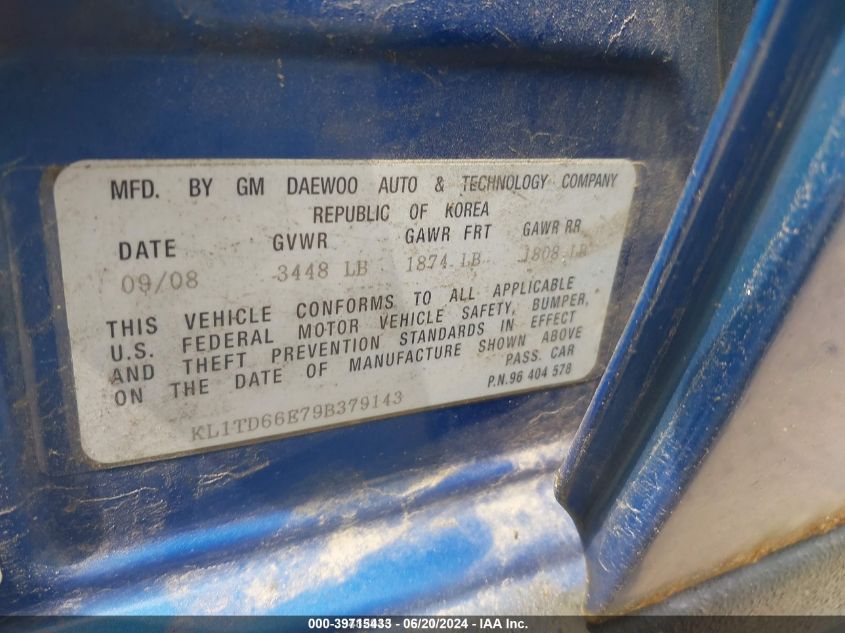 MFD. BY GM DAEWOO AUTO & TECHNOLOGY COMPANY
REPUBLIC OF KOREA
DATE GVWR GAWR FRT GAWR RR
09/08 3448 LB 1874 LB 1808 LB
THIS VEHICLE CONFORMS TO ALL APPLICABLE
U.S. FEDERAL MOTOR VEHICLE SAFETY, BUMPER,
AND THEFT PREVENTION STANDARDS IN EFFECT
ON THE DATE OF MANUFACTURE SHOWN ABOVE
PASS. CAR
P.N.96 404 578
KL1TD66E79B379143
000-39715433 - 06/20/2024 - IAA Inc.